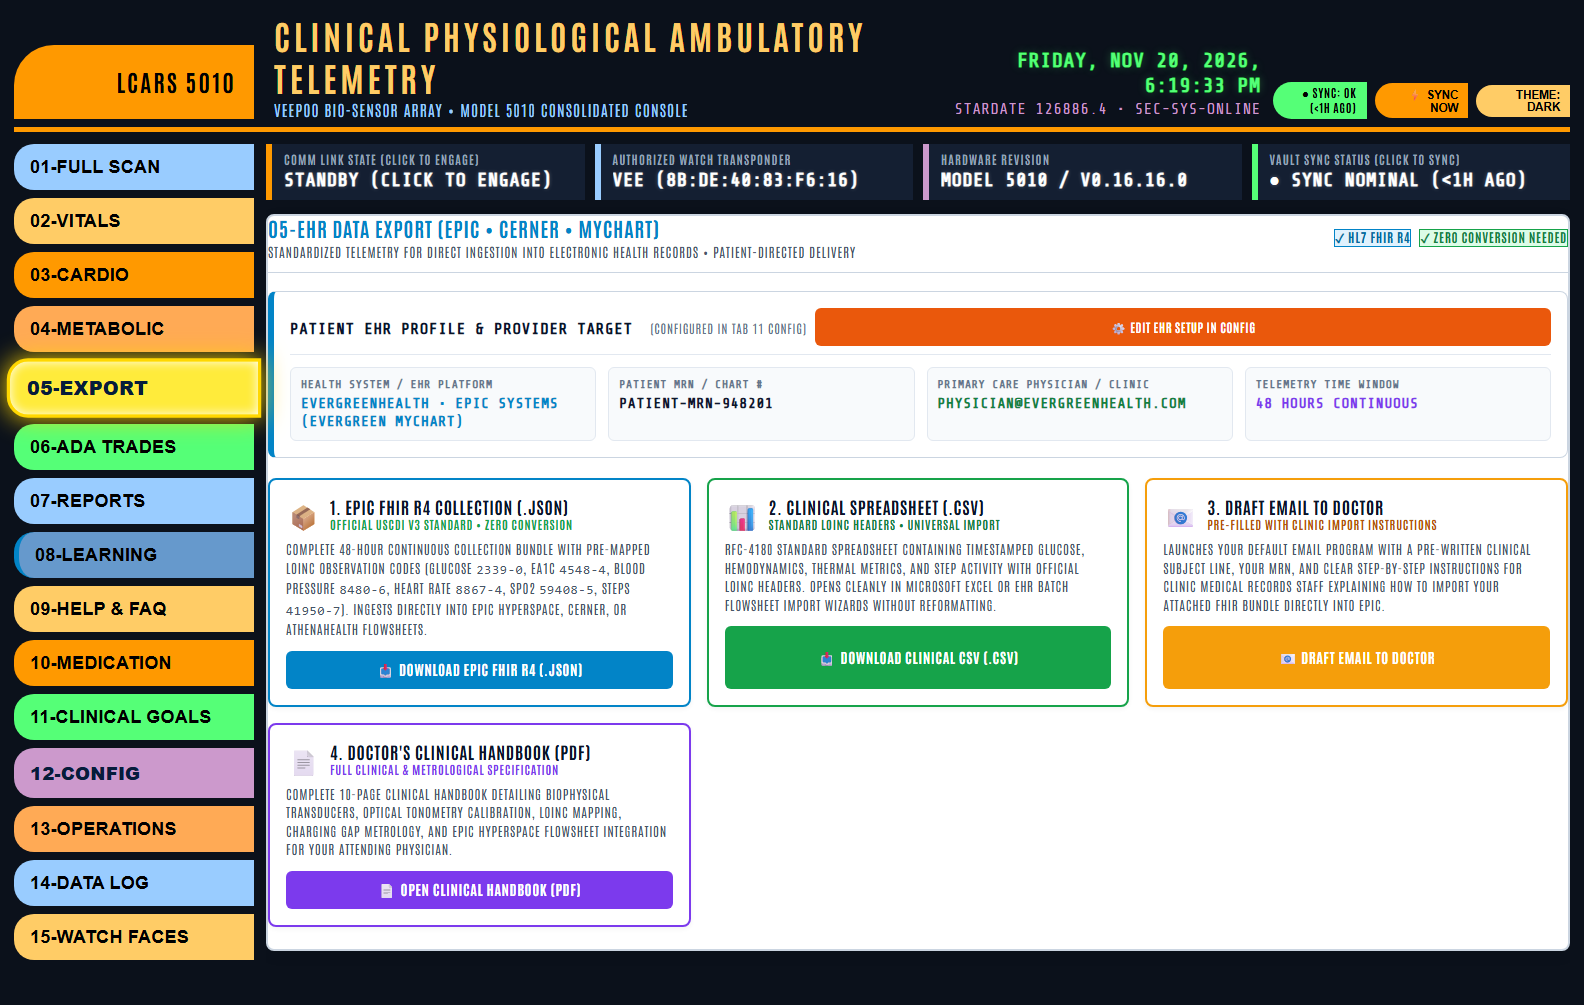 LCARS 5010
CLINICAL PHYSIOLOGICAL AMBULATORY
TELEMETRY
VEEPOO BIO-SENSOR ARRAY • MODEL 5010 CONSOLIDATED CONSOLE
FRIDAY, NOV 20, 2026,
6:19:33 PM
STARDATE 126886.4 · SEC-SYS-ONLINE
● SYNC: OK
(<1H AGO)
SYNC
NOW
THEME:
DARK
01-FULL SCAN
02-VITALS
03-CARDIO
04-METABOLIC
05-EXPORT
06-ADA TRADES
07-REPORTS
08-LEARNING
09-HELP & FAQ
10-MEDICATION
11-CLINICAL GOALS
12-CONFIG
13-OPERATIONS
14-DATA LOG
15-WATCH FACES
COMM LINK STATE (CLICK TO ENGAGE)
STANDBY (CLICK TO ENGAGE)
AUTHORIZED WATCH TRANSPONDER
VEE (8B:DE:40:83:F6:16)
HARDWARE REVISION
MODEL 5010 / V0.16.16.0
VAULT SYNC STATUS (CLICK TO SYNC)
● SYNC NOMINAL (<1H AGO)
05-EHR DATA EXPORT (EPIC • CERNER • MYCHART)
STANDARDIZED TELEMETRY FOR DIRECT INGESTION INTO ELECTRONIC HEALTH RECORDS • PATIENT-DIRECTED DELIVERY
✓ HL7 FHIR R4
✓ ZERO CONVERSION NEEDED
PATIENT EHR PROFILE & PROVIDER TARGET
(CONFIGURED IN TAB 11 CONFIG)
⚙️ EDIT EHR SETUP IN CONFIG
HEALTH SYSTEM / EHR PLATFORM
EVERGREENHEALTH · EPIC SYSTEMS
(EVERGREEN MYCHART)
PATIENT MRN / CHART #
PATIENT-MRN-948201
PRIMARY CARE PHYSICIAN / CLINIC
PHYSICIAN@EVERGREENHEALTH.COM
TELEMETRY TIME WINDOW
48 HOURS CONTINUOUS
1. EPIC FHIR R4 COLLECTION (.JSON)
OFFICIAL USCDI V3 STANDARD • ZERO CONVERSION
COMPLETE 48-HOUR CONTINUOUS COLLECTION BUNDLE WITH PRE-MAPPED
LOINC OBSERVATION CODES (GLUCOSE 2339-0, EA1C 4548-4, BLOOD
PRESSURE 8480-6, HEART RATE 8867-4, SPO2 59408-5, STEPS
41950-7). INGESTS DIRECTLY INTO EPIC HYPERSPACE, CERNER, OR
ATHENAHEALTH FLOWSHEETS.
DOWNLOAD EPIC FHIR R4 (.JSON)
2. CLINICAL SPREADSHEET (.CSV)
STANDARD LOINC HEADERS • UNIVERSAL IMPORT
RFC-4180 STANDARD SPREADSHEET CONTAINING TIMESTAMPED GLUCOSE,
HEMODYNAMICS, THERMAL METRICS, AND STEP ACTIVITY WITH OFFICIAL
LOINC HEADERS. OPENS CLEANLY IN MICROSOFT EXCEL OR EHR BATCH
FLOWSHEET IMPORT WIZARDS WITHOUT REFORMATTING.
DOWNLOAD CLINICAL CSV (.CSV)
3. DRAFT EMAIL TO DOCTOR
PRE-FILLED WITH CLINIC IMPORT INSTRUCTIONS
LAUNCHES YOUR DEFAULT EMAIL PROGRAM WITH A PRE-WRITTEN CLINICAL
SUBJECT LINE, YOUR MRN, AND CLEAR STEP-BY-STEP INSTRUCTIONS FOR
CLINIC MEDICAL RECORDS STAFF EXPLAINING HOW TO IMPORT YOUR
ATTACHED FHIR BUNDLE DIRECTLY INTO EPIC.
DRAFT EMAIL TO DOCTOR
4. DOCTOR'S CLINICAL HANDBOOK (PDF)
FULL CLINICAL & METROLOGICAL SPECIFICATION
COMPLETE 10-PAGE CLINICAL HANDBOOK DETAILING BIOPHYSICAL
TRANSDUCERS, OPTICAL TONOMETRY CALIBRATION, LOINC MAPPING,
CHARGING GAP METROLOGY, AND EPIC HYPERSPACE FLOWSHEET INTEGRATION
FOR YOUR ATTENDING PHYSICIAN.
OPEN CLINICAL HANDBOOK (PDF)